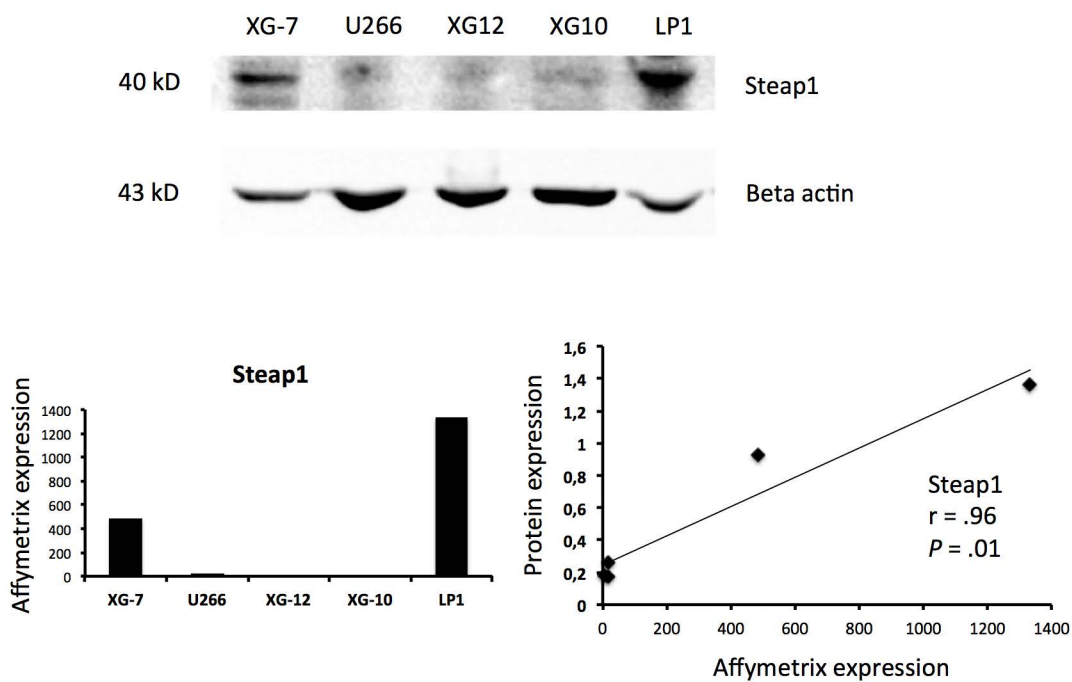 XG-7 U266 XG12 XG10 LP1
40 kD Steap1
43 kD Beta actin
Steap1
Affymetrix expression
1400
1200
1000
800
600
400
200
0
XG-7 U266 XG-12 XG-10 LP1
Protein expression
1,6
1,4
1,2
1
0,8
0,6
0,4
0,2
0
Steap1
r = .96
P = .01
0 200 400 600 800 1000 1200 1400
Affymetrix expression